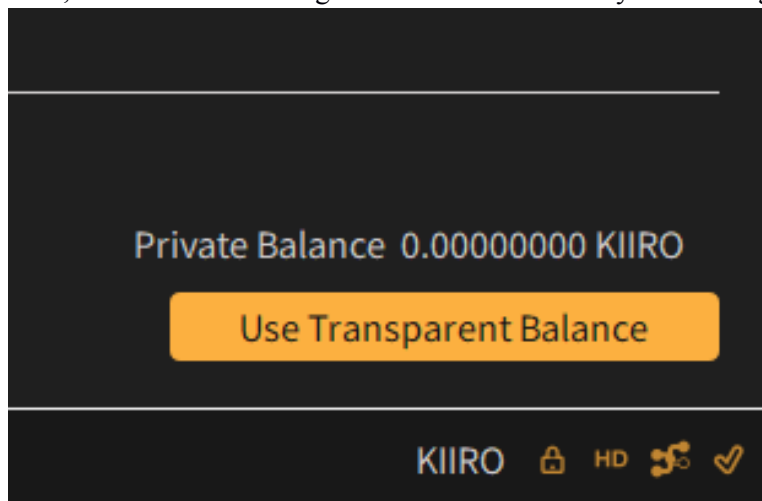 Private Balance 0.00000000 KIIRO
Use Transparent Balance
KIIRO HD